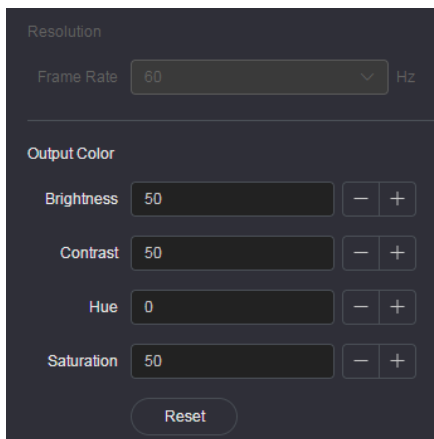 Resolution
Frame Rate 60 Hz
Output Color
Brightness 50 − +
Contrast 50 − +
Hue 0 − +
Saturation 50 − +
Reset